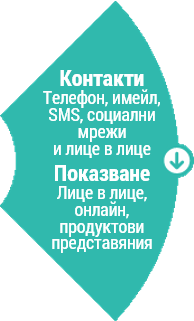 Контакти
Телефон, имейл,
SMS, социални
мрежи
и лице в лице
Показване
Лице в лице,
онлайн,
продуктови
представяния